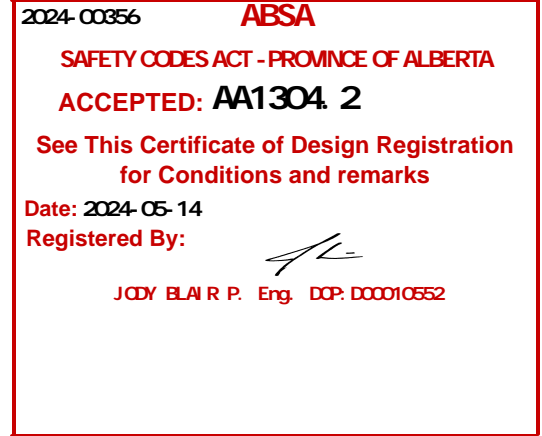 2024-00356 ABSA
SAFETY CODES ACT - PROVINCE OF ALBERTA
ACCEPTED: AA1304.2
See This Certificate of Design Registration
for Conditions and remarks
Date: 2024-05-14
Registered By:
JODY BLAIR P. Eng. DOP: D00010552